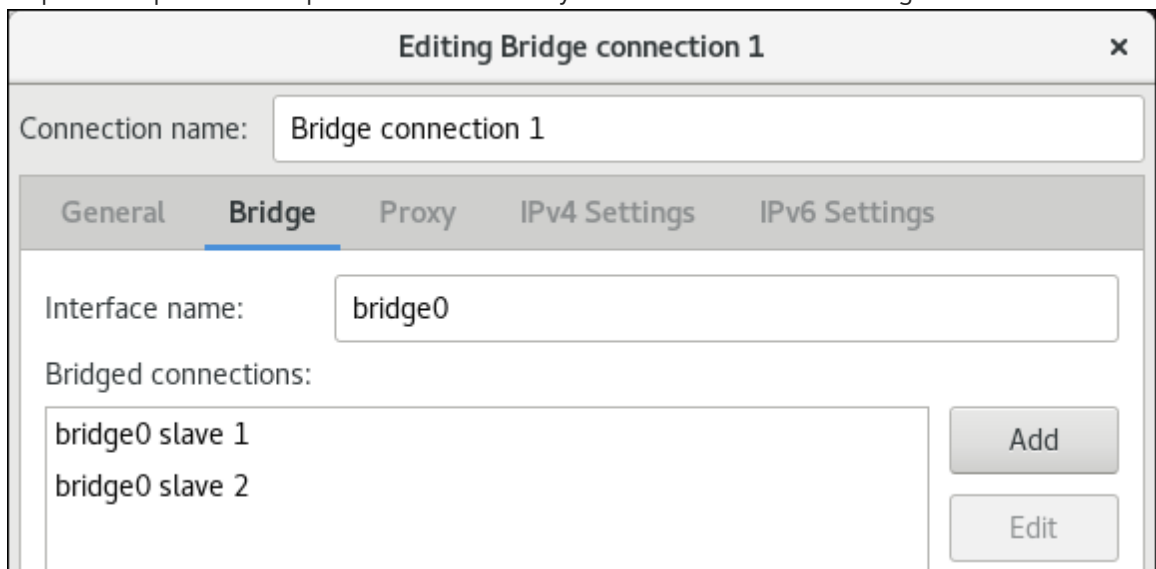 Editing Bridge connection 1
Connection name: Bridge connection 1
General Bridge Proxy IPv4 Settings IPv6 Settings
Interface name: bridge0
Bridged connections:
bridge0 slave 1
Add
bridge0 slave 2
Edit